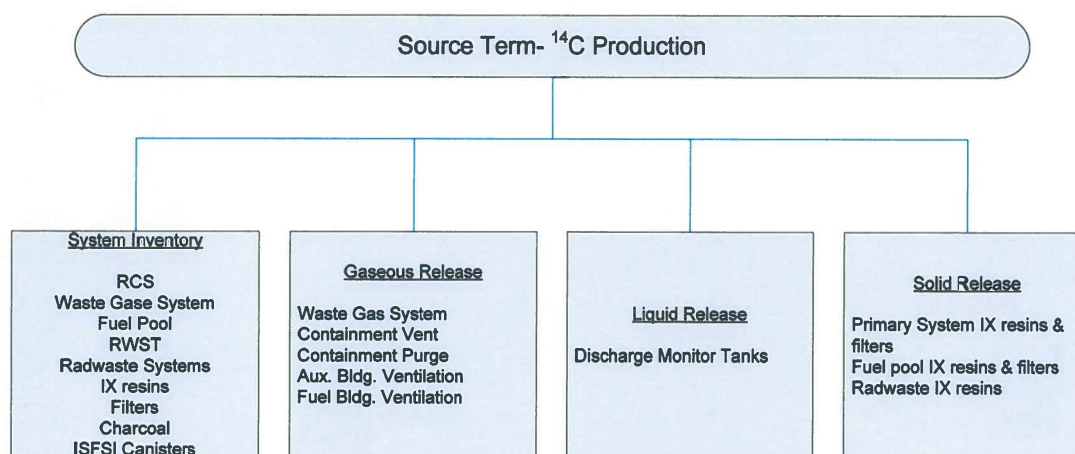 Source Term- ¹⁴C Production
System Inventory
RCS
Waste Gase System
Fuel Pool
RWST
Radwaste Systems
IX resins
Filters
Charcoal
ISFSI Canisters
Gaseous Release
Waste Gas System
Containment Vent
Containment Purge
Aux. Bldg. Ventilation
Fuel Bldg. Ventilation
Liquid Release
Discharge Monitor Tanks
Solid Release
Primary System IX resins &
filters
Fuel pool IX resins & filters
Radwaste IX resins